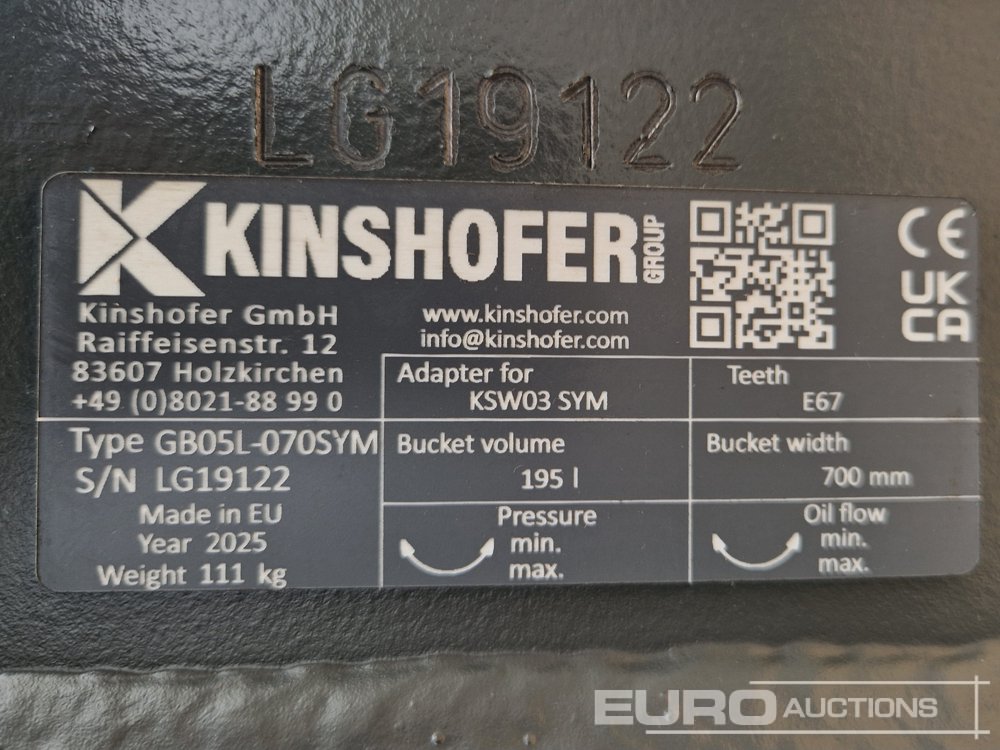 LG19122
KINSHOFER GROUP
Kinshofer GmbH
Raiffeisenstr. 12
83607 Holzkirchen
+49 (0)8021-88 99 0
www.kinshofer.com
info@kinshofer.com
CE
UK
CA
Adapter for
KSW03 SYM
Teeth
E67
Type GB05L-070SYM
S/N LG19122
Made in EU
Year 2025
Weight 111 kg
Bucket volume
195 l
Bucket width
700 mm
Pressure
min.
max.
Oil flow
min.
max.
EURO AUCTIONS